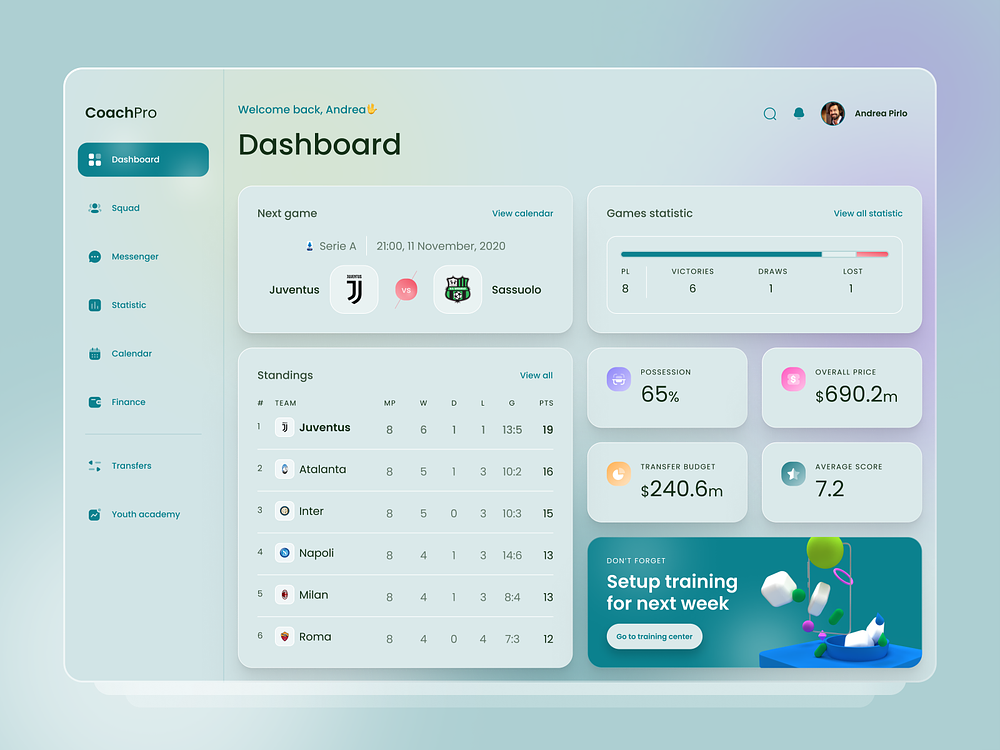 CoachPro
Dashboard
Squad
Messenger
Statistic
Calendar
Finance
Transfers
Youth academy
Welcome back, Andrea🤟
Dashboard
Andrea Pirlo
Next game
View calendar
Serie A
21:00, 11 November, 2020
Juventus
JUVENTUS
VS
Sassuolo
Games statistic
View all statistic
PL VICTORIES DRAWS LOST
8 6 1 1
Standings
View all
# TEAM MP W D L G PTS
1 Juventus 8 6 1 1 13:5 19
2 Atalanta 8 5 1 3 10:2 16
3 Inter 8 5 0 3 10:3 15
4 Napoli 8 4 1 3 14:6 13
5 Milan 8 4 1 3 8:4 13
6 Roma 8 4 0 4 7:3 12
POSSESSION
65%
OVERALL PRICE
$690.2m
TRANSFER BUDGET
$240.6m
AVERAGE SCORE
7.2
DON'T FORGET
Setup training
for next week
Go to training center